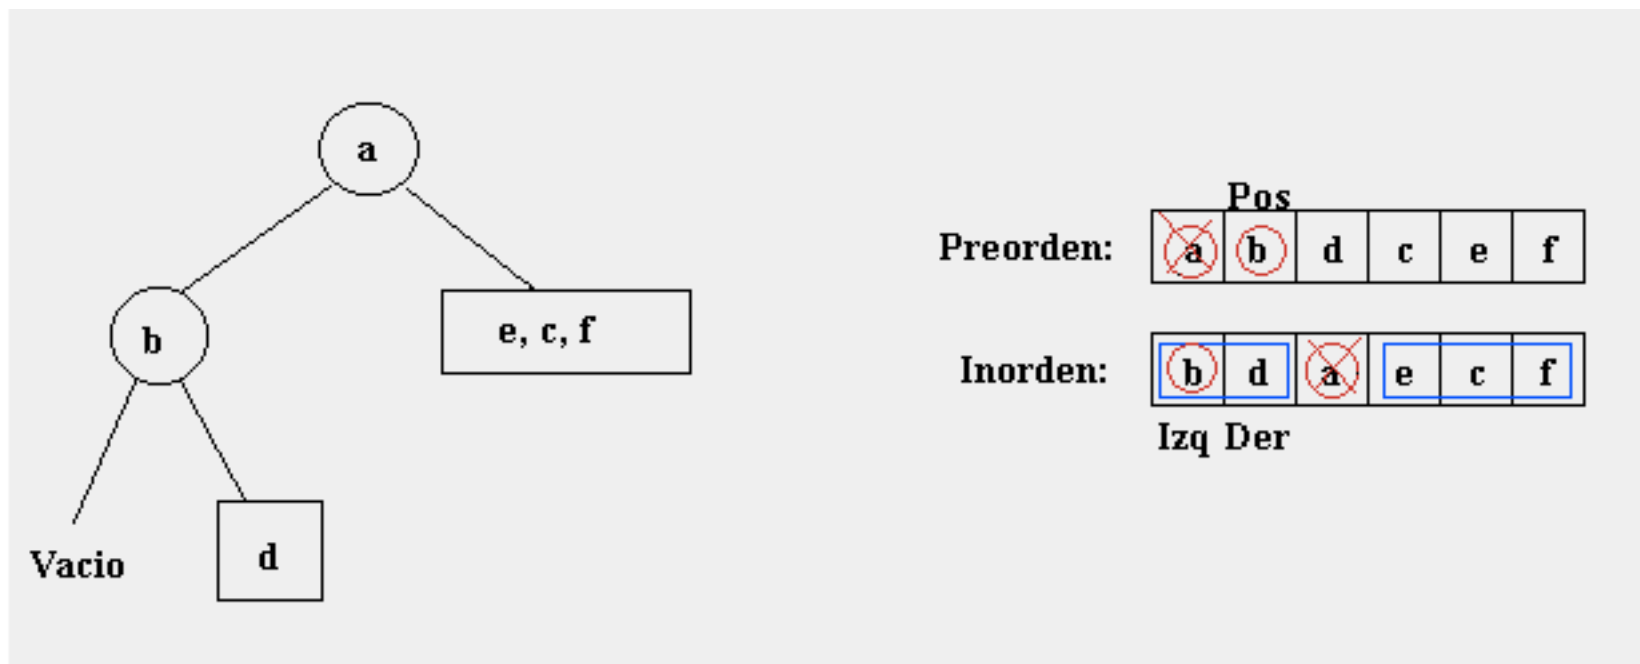 a
b
e, c, f
Vacio
d
Pos
Preorden: a b d c e f
Inorden: b d a e c f
Izq Der